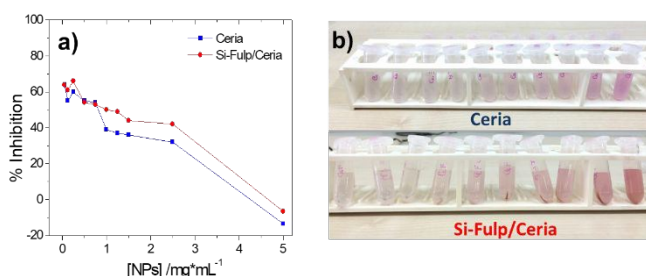 a)
Ceria
Si-Fulp/Ceria
100
80
60
40
20
0
-20
% Inhibition
0
1
2
3
4
5
[NPs] /mg*mL⁻¹
b)
Ceria
Si-Fulp/Ceria